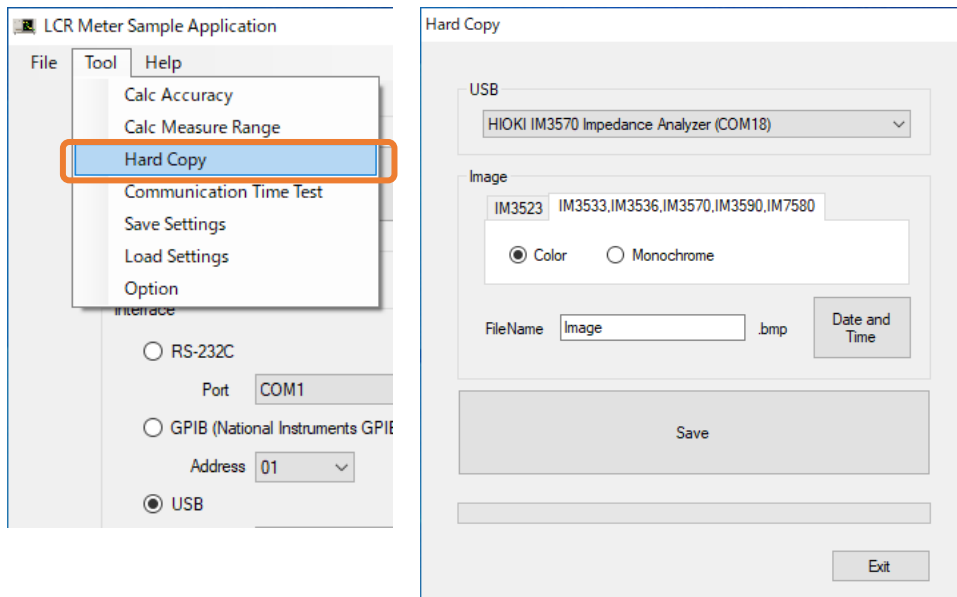 LCR Meter Sample Application
File Tool Help
Calc Accuracy
Calc Measure Range
Hard Copy
Communication Time Test
Save Settings
Load Settings
Option
Interface
RS-232C
Port COM1
GPIB (National Instruments GPIB
Address 01
USB
Hard Copy
USB
HIOKI IM3570 Impedance Analyzer (COM18)
Image
IM3523 IM3533,IM3536,IM3570,IM3590,IM7580
Color Monochrome
FileName Image .bmp Date and
Time
Save
Exit